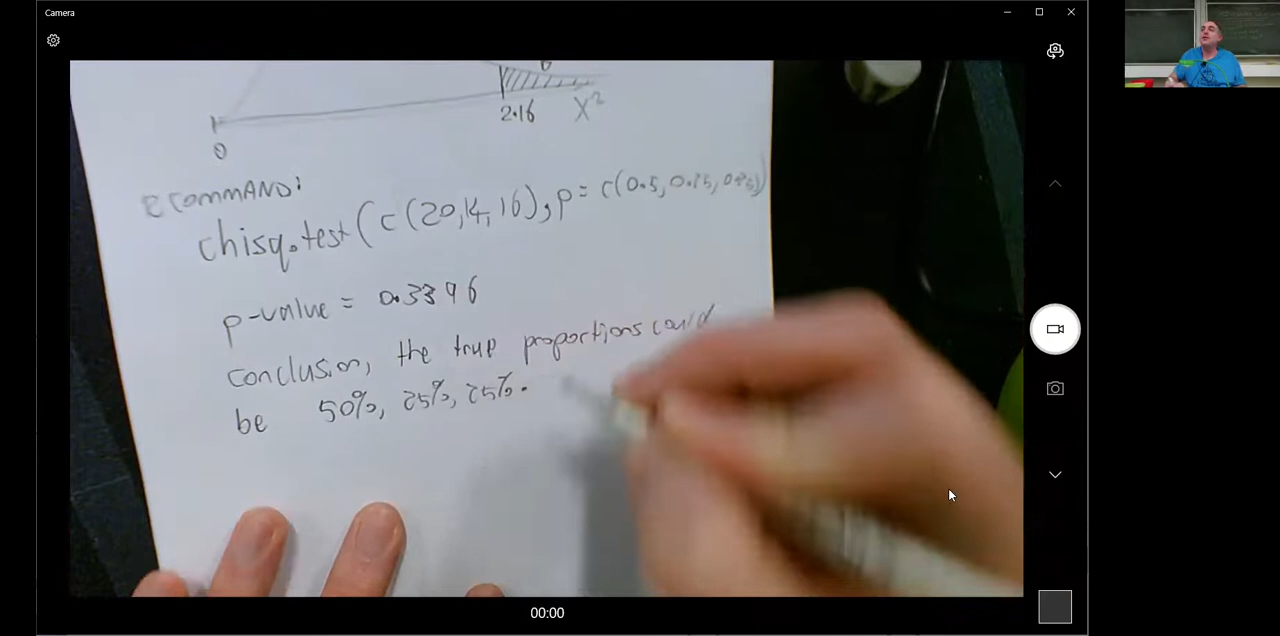 Camera
0
2.16
X²
R COMMAND:
chisq.test(c(20,14,16), p = c(0.5, 0.25, 0.25))
p-value = 0.3396
conclusion, the true proportions could
be 50%, 25%, 25%.
00:00